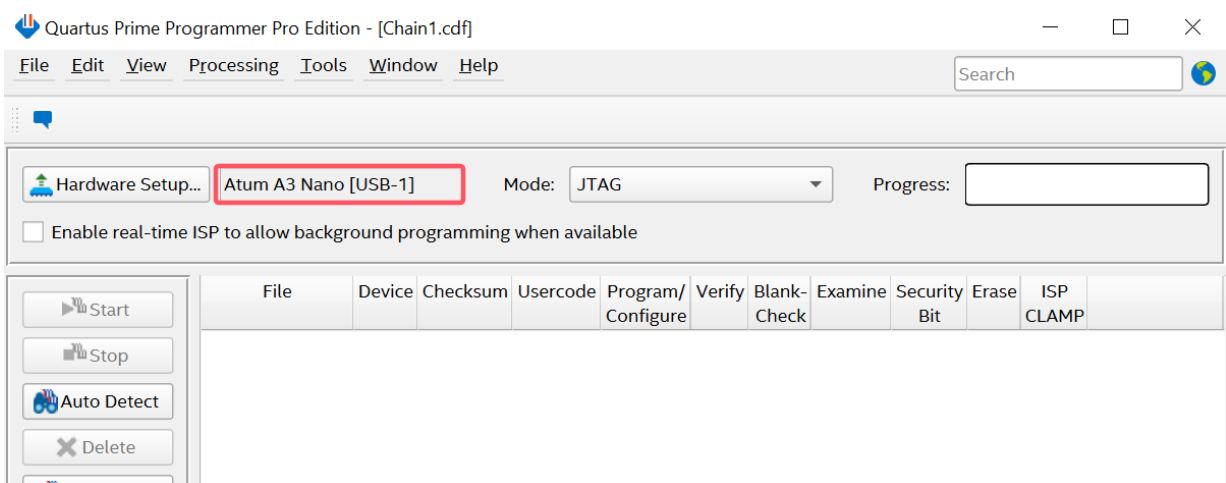 Quartus Prime Programmer Pro Edition - [Chain1.cdf]
File Edit View Processing Tools Window Help
Search
Hardware Setup... Atum A3 Nano [USB-1] Mode: JTAG Progress:
Enable real-time ISP to allow background programming when available
File Device Checksum Usercode Program/ Configure Verify Blank- Check Examine Security Bit Erase ISP CLAMP
Start
Stop
Auto Detect
Delete